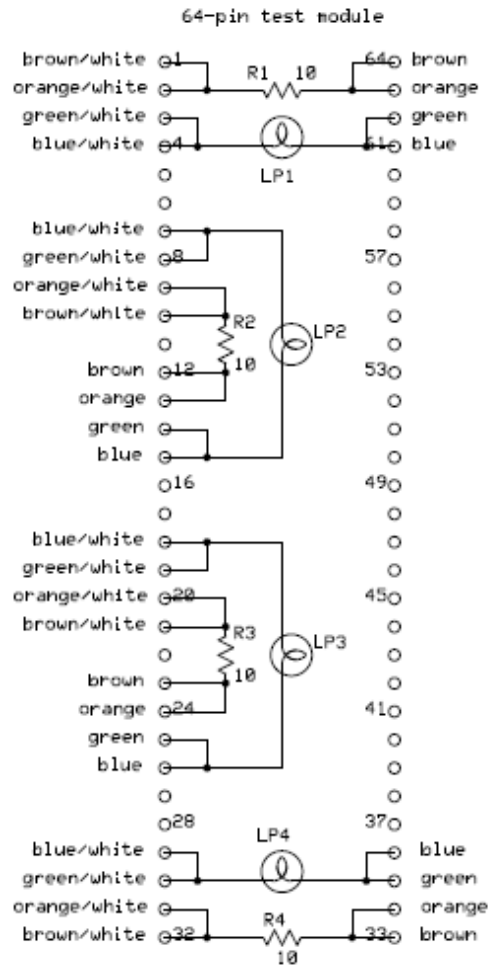 64-pin test module
brown/white 1 64 brown
R1 10
orange/white orange
green/white green
blue/white 4 61 blue
LP1
blue/white
green/white 8 57
orange/white
brown/white R2 LP2
10
brown 12 53
orange
green
blue
16 49
blue/white
green/white
orange/white 20 45
brown/white R3 LP3
10
brown
orange 24 41
green
blue
28 37
LP4
blue/white blue
green/white green
orange/white orange
R4
brown/white 32 33 brown
10